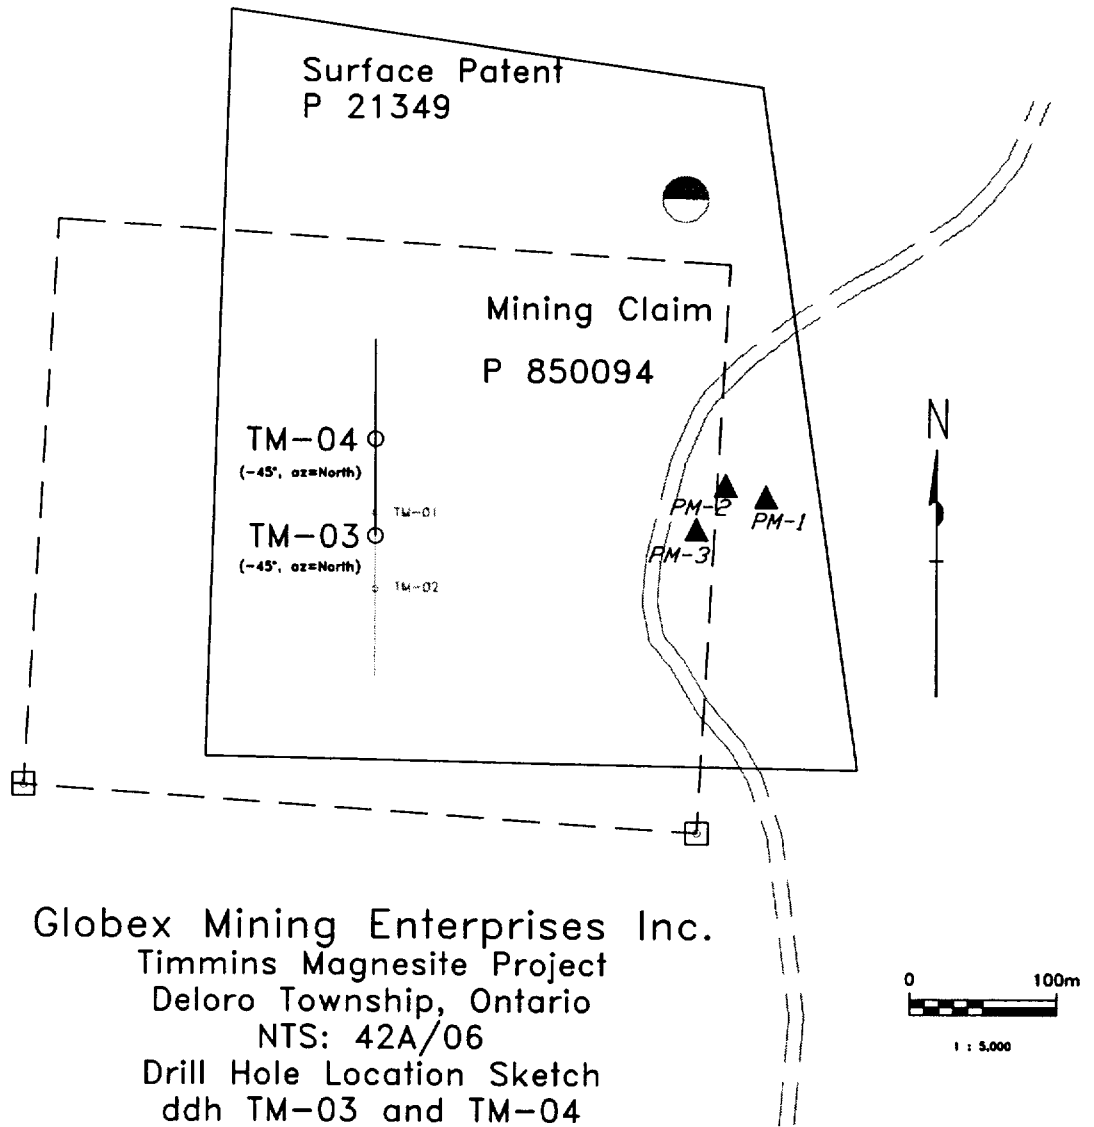 Surface Patent
P 21349
Mining Claim
P 850094
N
TM-04
(-45°, az=North)
TM-01
TM-03
(-45°, az=North)
TM-02
PM-2
PM-1
PM-3
Globex Mining Enterprises Inc.
Timmins Magnesite Project
Deloro Township, Ontario
NTS: 42A/06
Drill Hole Location Sketch
ddh TM-03 and TM-04
0 100m
1 : 5,000